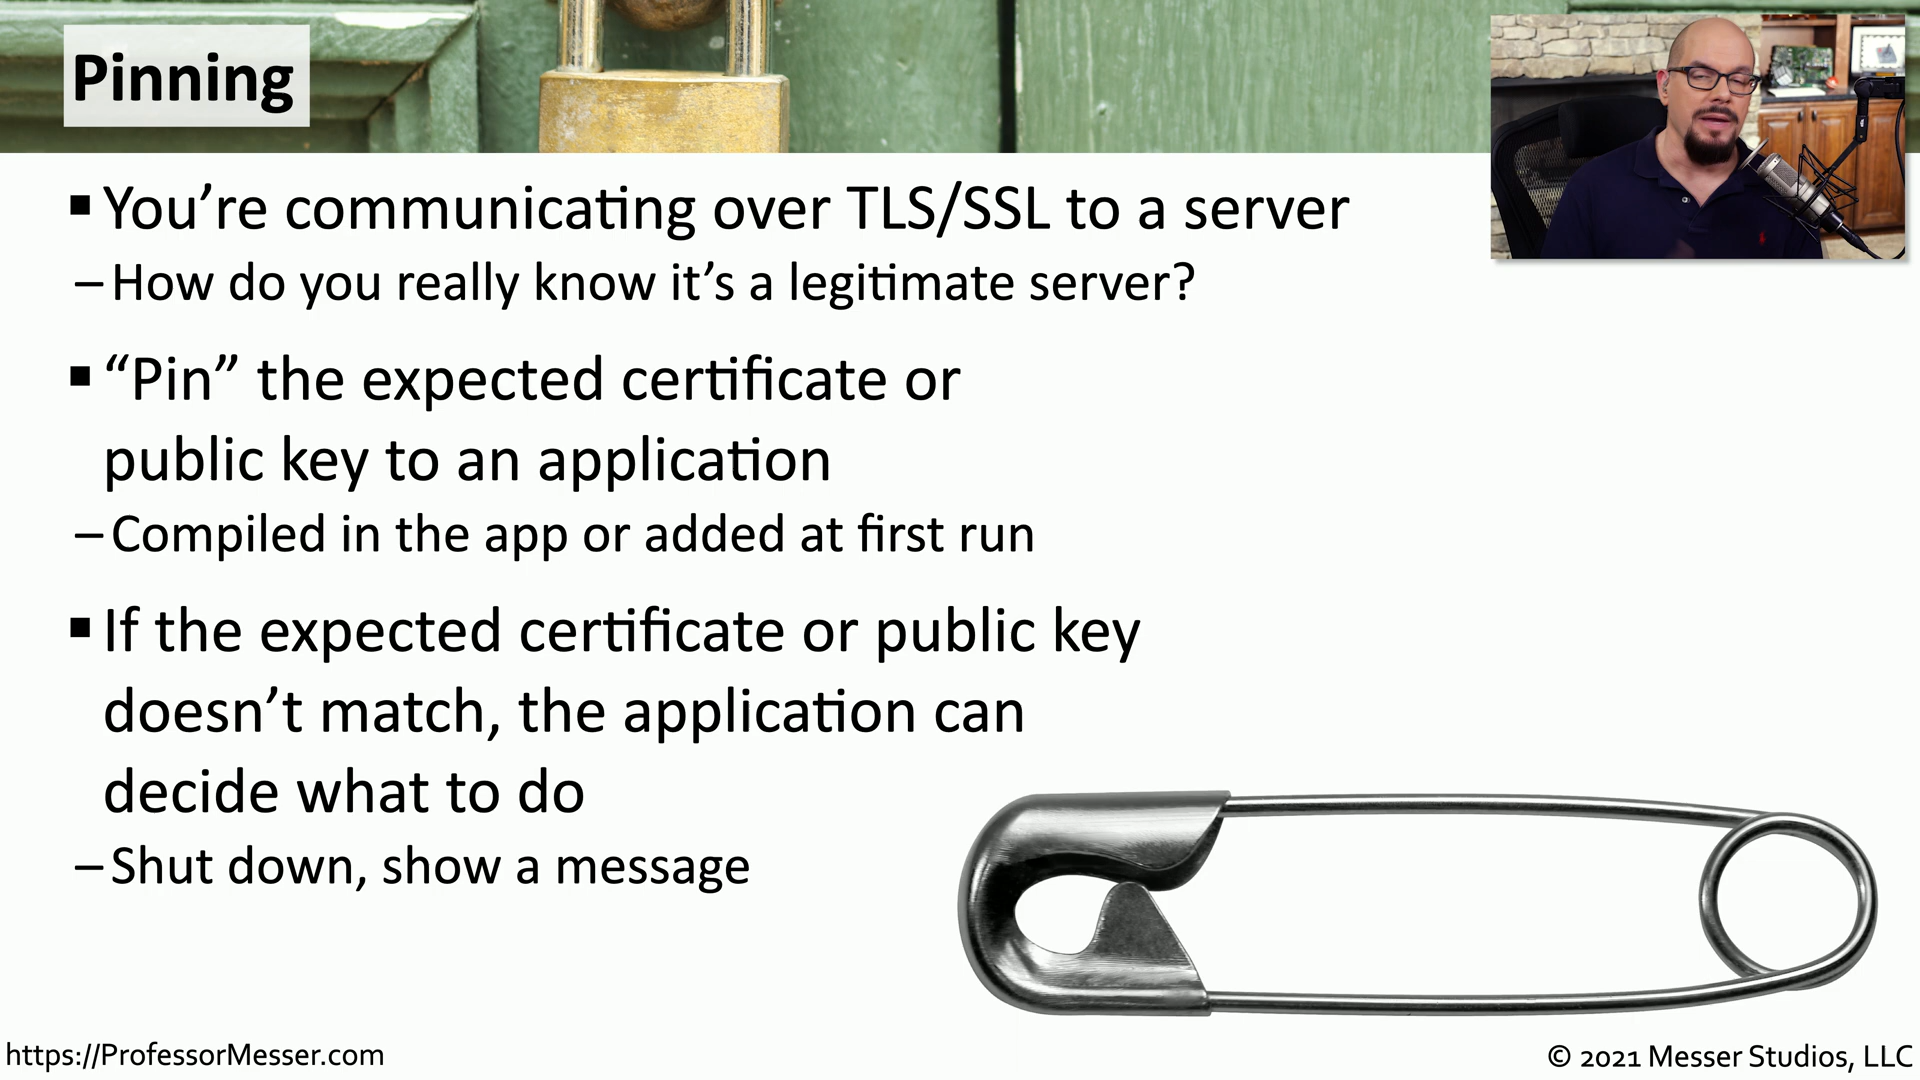 Pinning
▪ You’re communicating over TLS/SSL to a server
– How do you really know it’s a legitimate server?
▪ “Pin” the expected certificate or
public key to an application
– Compiled in the app or added at first run
▪ If the expected certificate or public key
doesn’t match, the application can
decide what to do
– Shut down, show a message
https://ProfessorMesser.com
© 2021 Messer Studios, LLC